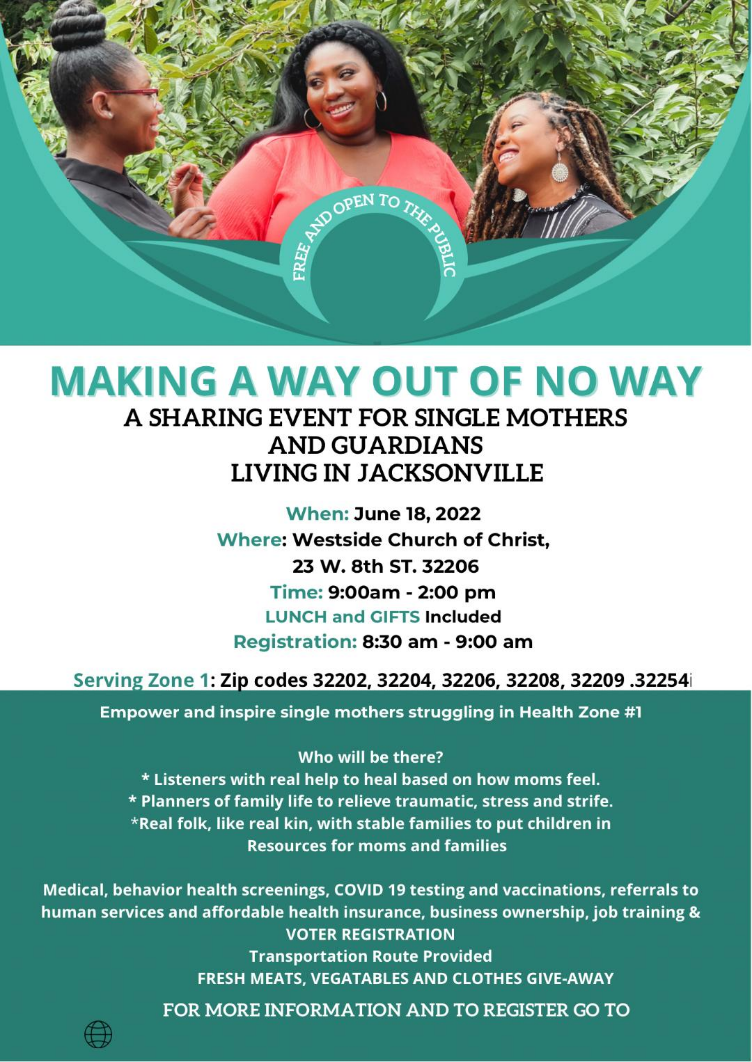 FREE AND OPEN TO THE PUBLIC
MAKING A WAY OUT OF NO WAY
A SHARING EVENT FOR SINGLE MOTHERS
AND GUARDIANS
LIVING IN JACKSONVILLE
When: June 18, 2022
Where: Westside Church of Christ,
23 W. 8th ST. 32206
Time: 9:00am - 2:00 pm
LUNCH and GIFTS Included
Registration: 8:30 am - 9:00 am
Serving Zone 1: Zip codes 32202, 32204, 32206, 32208, 32209 .32254i
Empower and inspire single mothers struggling in Health Zone #1
Who will be there?
* Listeners with real help to heal based on how moms feel.
* Planners of family life to relieve traumatic, stress and strife.
*Real folk, like real kin, with stable families to put children in
Resources for moms and families
Medical, behavior health screenings, COVID 19 testing and vaccinations, referrals to
human services and affordable health insurance, business ownership, job training &
VOTER REGISTRATION
Transportation Route Provided
FRESH MEATS, VEGATABLES AND CLOTHES GIVE-AWAY
FOR MORE INFORMATION AND TO REGISTER GO TO